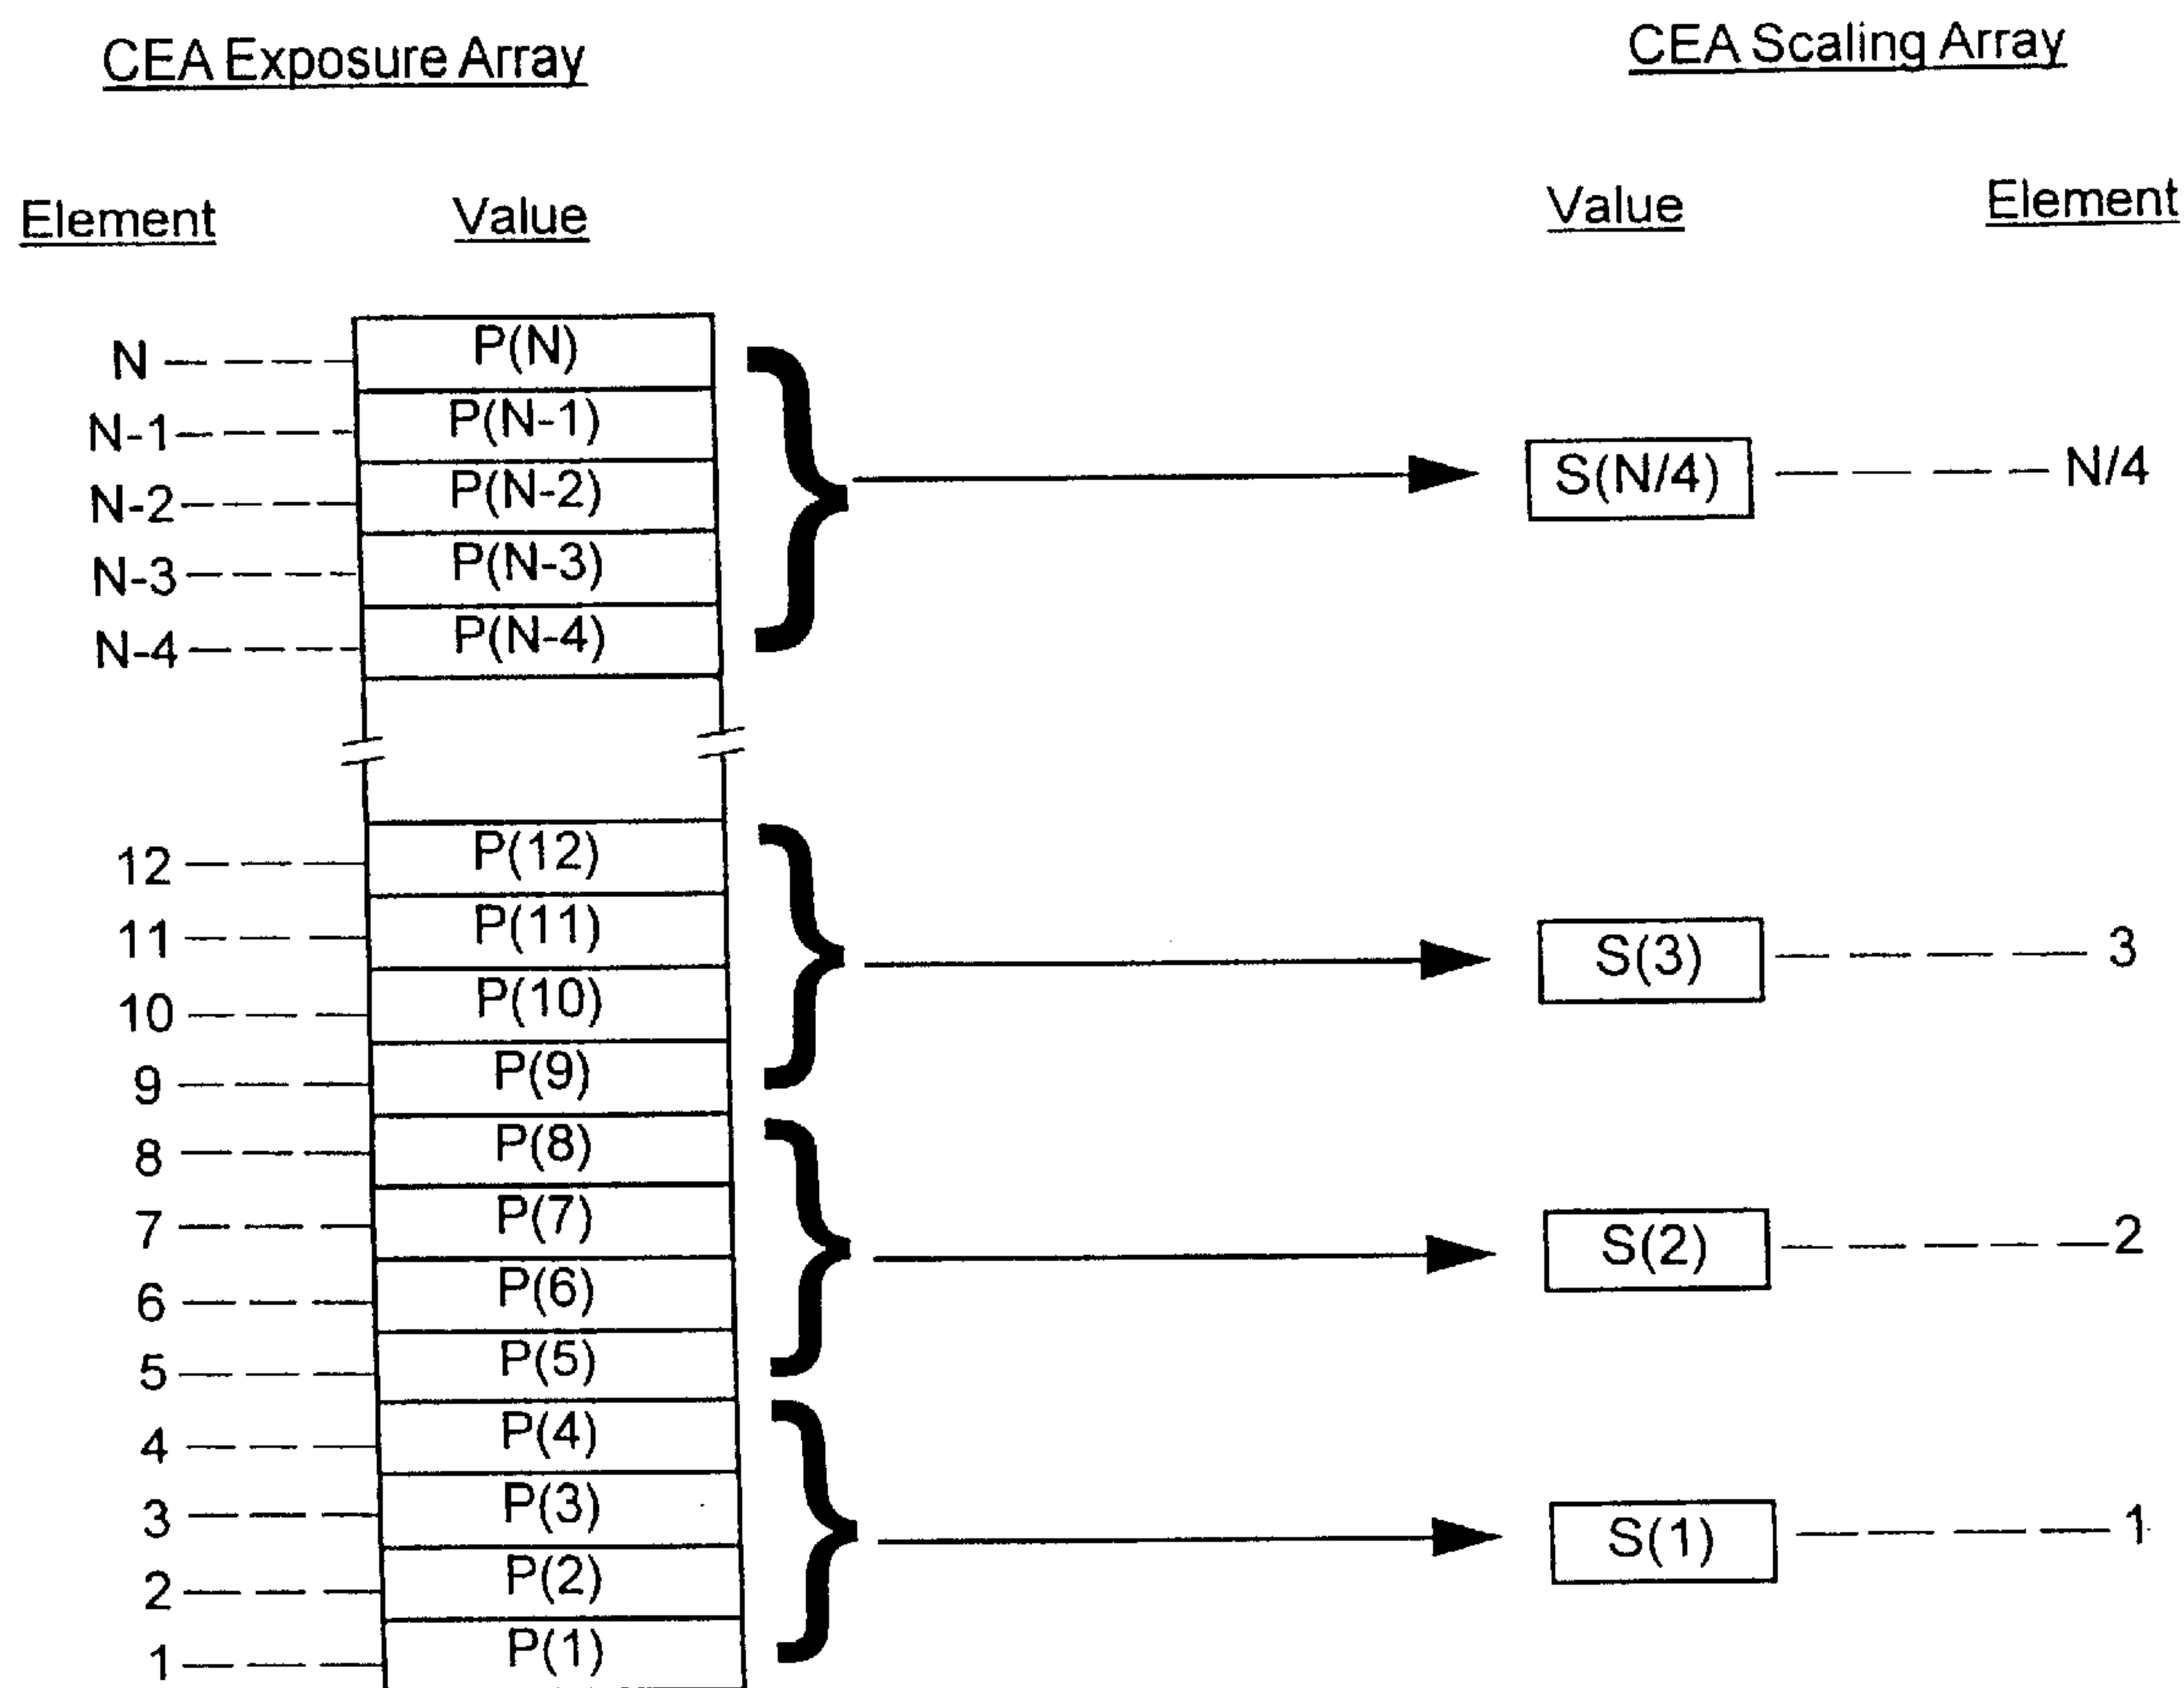 CEA Exposure Array CEA Scaling Array
Element Value Value Element
N P(N)
N-1 P(N-1)
N-2 P(N-2) S(N/4) N/4
N-3 P(N-3)
N-4 P(N-4)
12 P(12)
11 P(11)
10 P(10) S(3) 3
9 P(9)
8 P(8)
7 P(7)
6 P(6) S(2) 2
5 P(5)
4 P(4)
3 P(3)
2 P(2) S(1) 1
1 P(1)